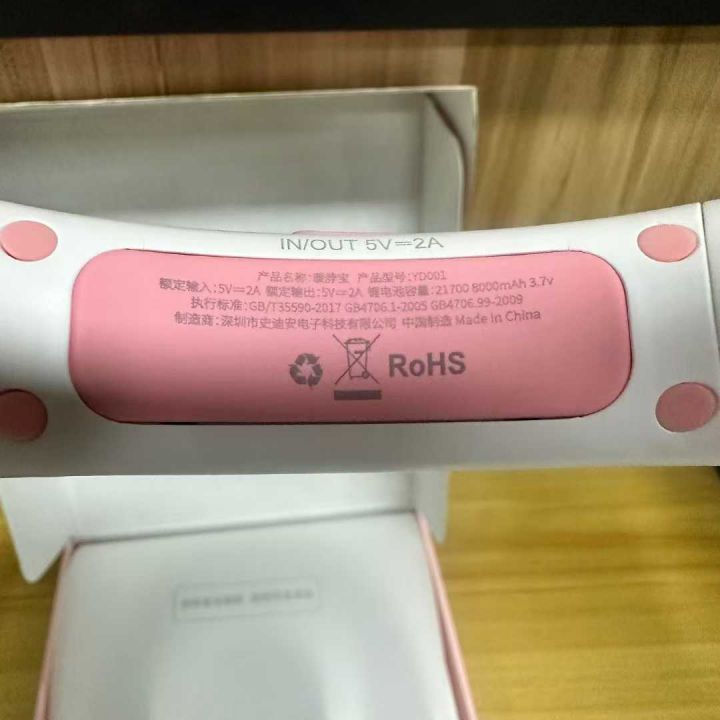 IN/OUT 5V⎓2A
产品名称:暖脖宝 产品型号:YD001
额定输入:5V⎓2A 额定输出:5V⎓2A 锂电池容量:21700 8000mAh 3.7v
执行标准:GB/T35590-2017 GB4706.1-2005 GB4706.99-2009
制造商:深圳市史迪安电子科技有限公司 中国制造 Made In China
RoHS